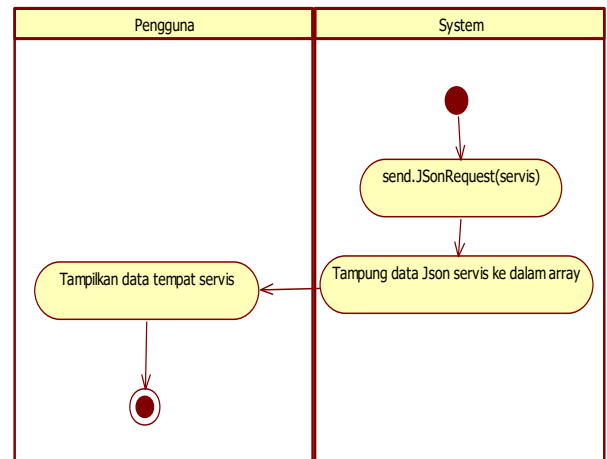 Pengguna
System
send.JSonRequest(servis)
Tampung data Json servis ke dalam array
Tampilkan data tempat servis